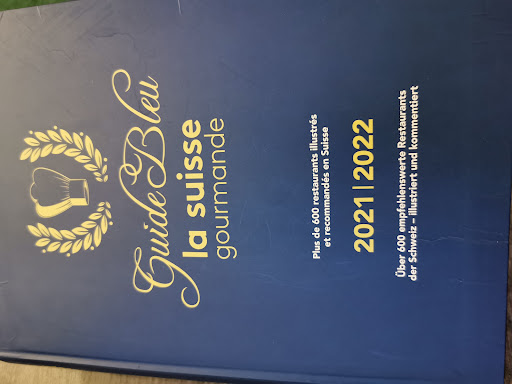 Guide Bleu
la suisse
gourmande
Plus de 600 restaurants illustrés
et recommandés en Suisse
2021|2022
Über 600 empfehlenswerte Restaurants
der Schweiz – illustriert und kommentiert